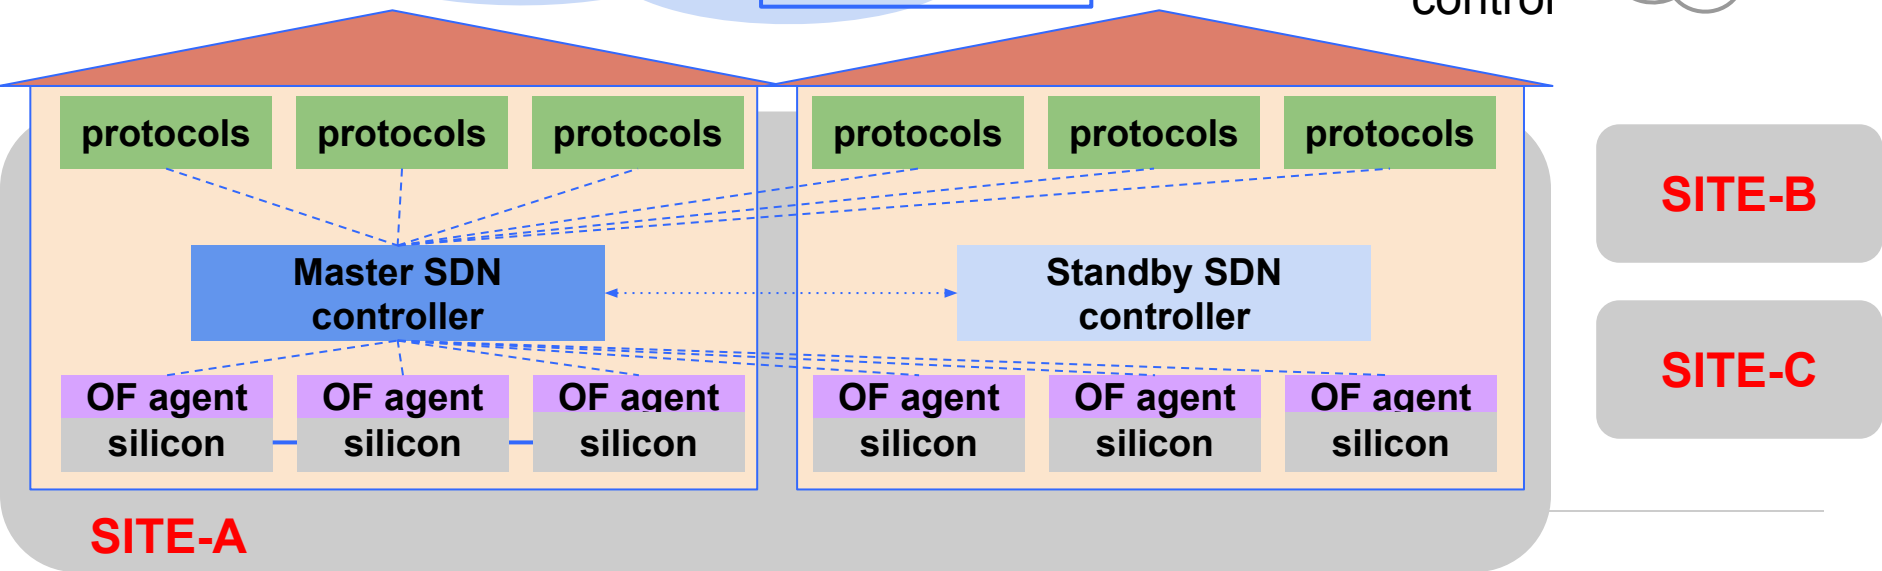 control
protocols protocols protocols protocols protocols protocols
SITE-B
Master SDN
controller
Standby SDN
controller
SITE-C
OF agent OF agent OF agent OF agent OF agent OF agent
silicon silicon silicon silicon silicon silicon
SITE-A